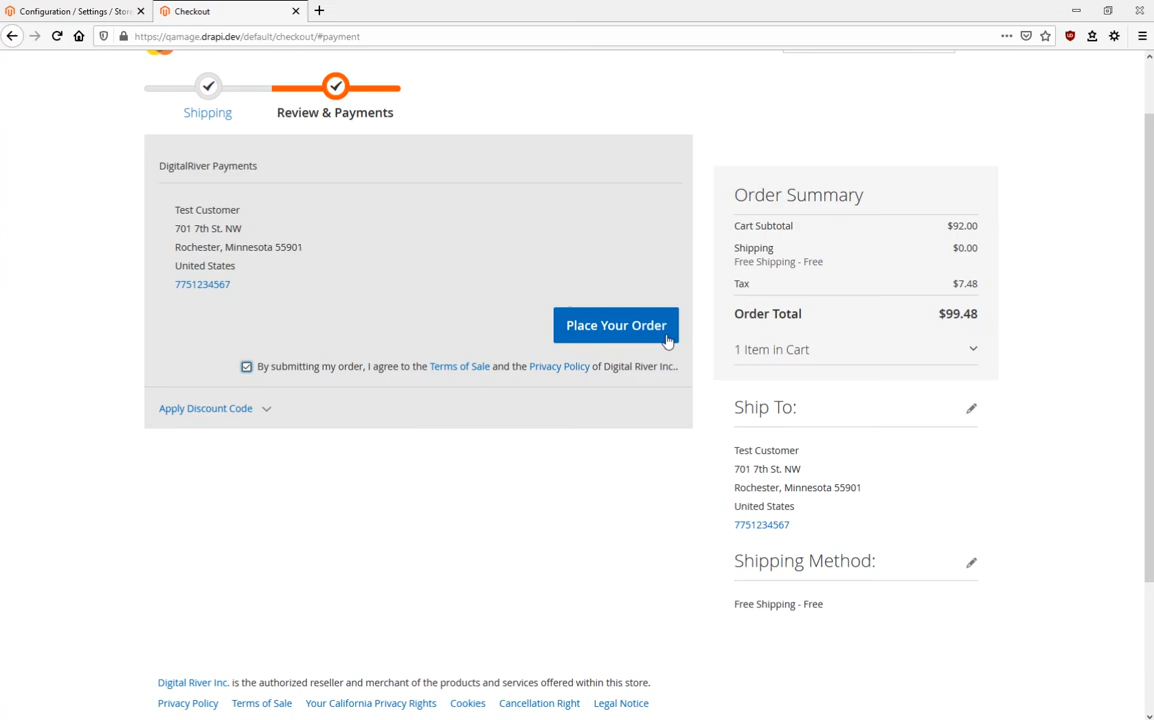 Configuration / Settings / Stor
Checkout
https://qamage.drapi.dev/default/checkout/#payment
Shipping
Review & Payments
DigitalRiver Payments
Test Customer
701 7th St. NW
Rochester, Minnesota 55901
United States
7751234567
Place Your Order
By submitting my order, I agree to the Terms of Sale and the Privacy Policy of Digital River Inc..
Apply Discount Code
Order Summary
Cart Subtotal $92.00
Shipping $0.00
Free Shipping - Free
Tax $7.48
Order Total $99.48
1 Item in Cart
Ship To:
Test Customer
701 7th St. NW
Rochester, Minnesota 55901
United States
7751234567
Shipping Method:
Free Shipping - Free
Digital River Inc. is the authorized reseller and merchant of the products and services offered within this store.
Privacy Policy Terms of Sale Your California Privacy Rights Cookies Cancellation Right Legal Notice